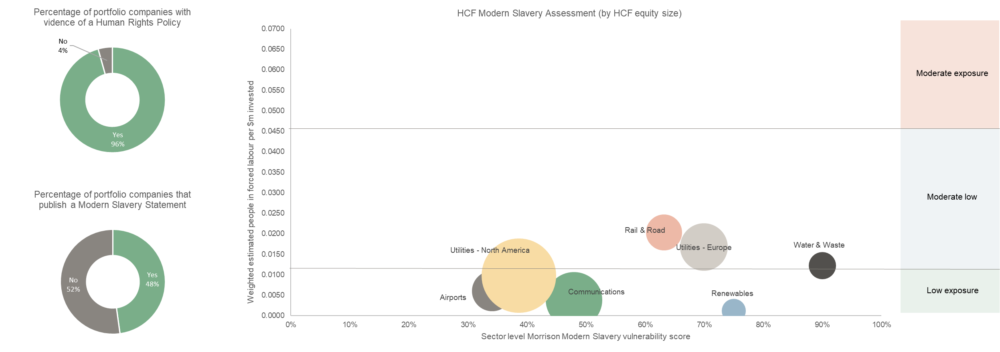 Percentage of portfolio companies with
vidence of a Human Rights Policy
No
4%
Yes
96%
Percentage of portfolio companies that
publish a Modern Slavery Statement
No
52%
Yes
48%
HCF Modern Slavery Assessment (by HCF equity size)
Weighted estimated people in forced labour per $m invested
0.0700
0.0650
0.0600
0.0550
0.0500
0.0450
0.0400
0.0350
0.0300
0.0250
0.0200
0.0150
0.0100
0.0050
0.0000
Rail & Road
Utilities - Europe
Water & Waste
Utilities - North America
Airports
Communications
Renewables
0%
10%
20%
30%
40%
50%
60%
70%
80%
90%
100%
Sector level Morrison Modern Slavery vulnerability score
Moderate exposure
Moderate low
Low exposure